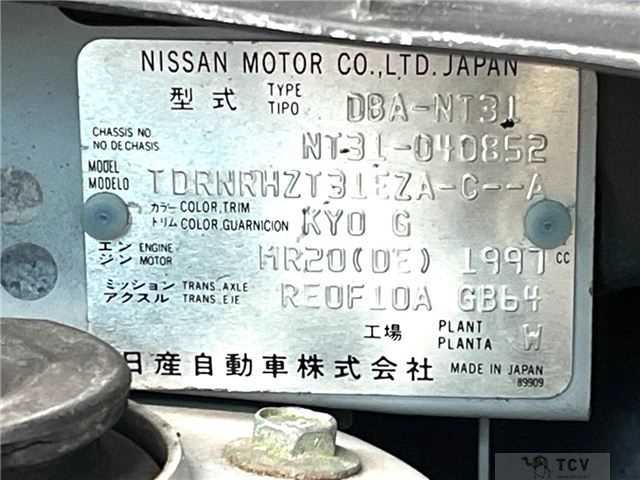 NISSAN MOTOR CO.,LTD.JAPAN
型式 TYPE TIPO DBA-NT31
CHASSIS NO. NO DE CHASIS NT31-040852
MODEL MODELO TDRNRHZT31EZA-C--A
カラー COLOR,TRIM
トリム COLOR,GUARNICION KY0 G
エンジン ENGINE MOTOR MR20(DE) 1997 CC
ミッション TRANS.AXLE
アクスル TRANS.EJE RE0F10A GB64
工場 PLANT PLANTA W
日産自動車株式会社 MADE IN JAPAN
89909
TCV